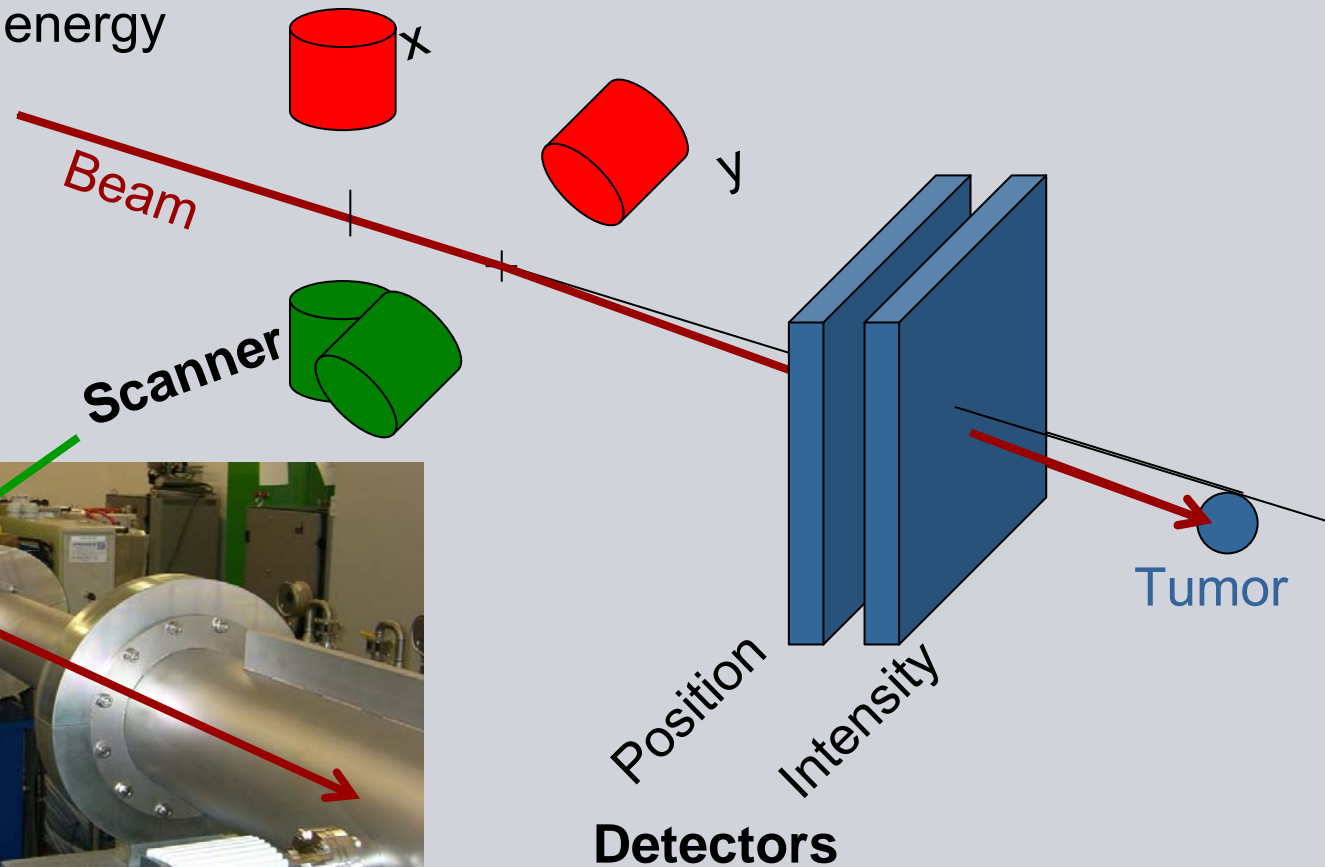 energy
x
y
Beam
Scanner
Tumor
Position
Intensity
Detectors